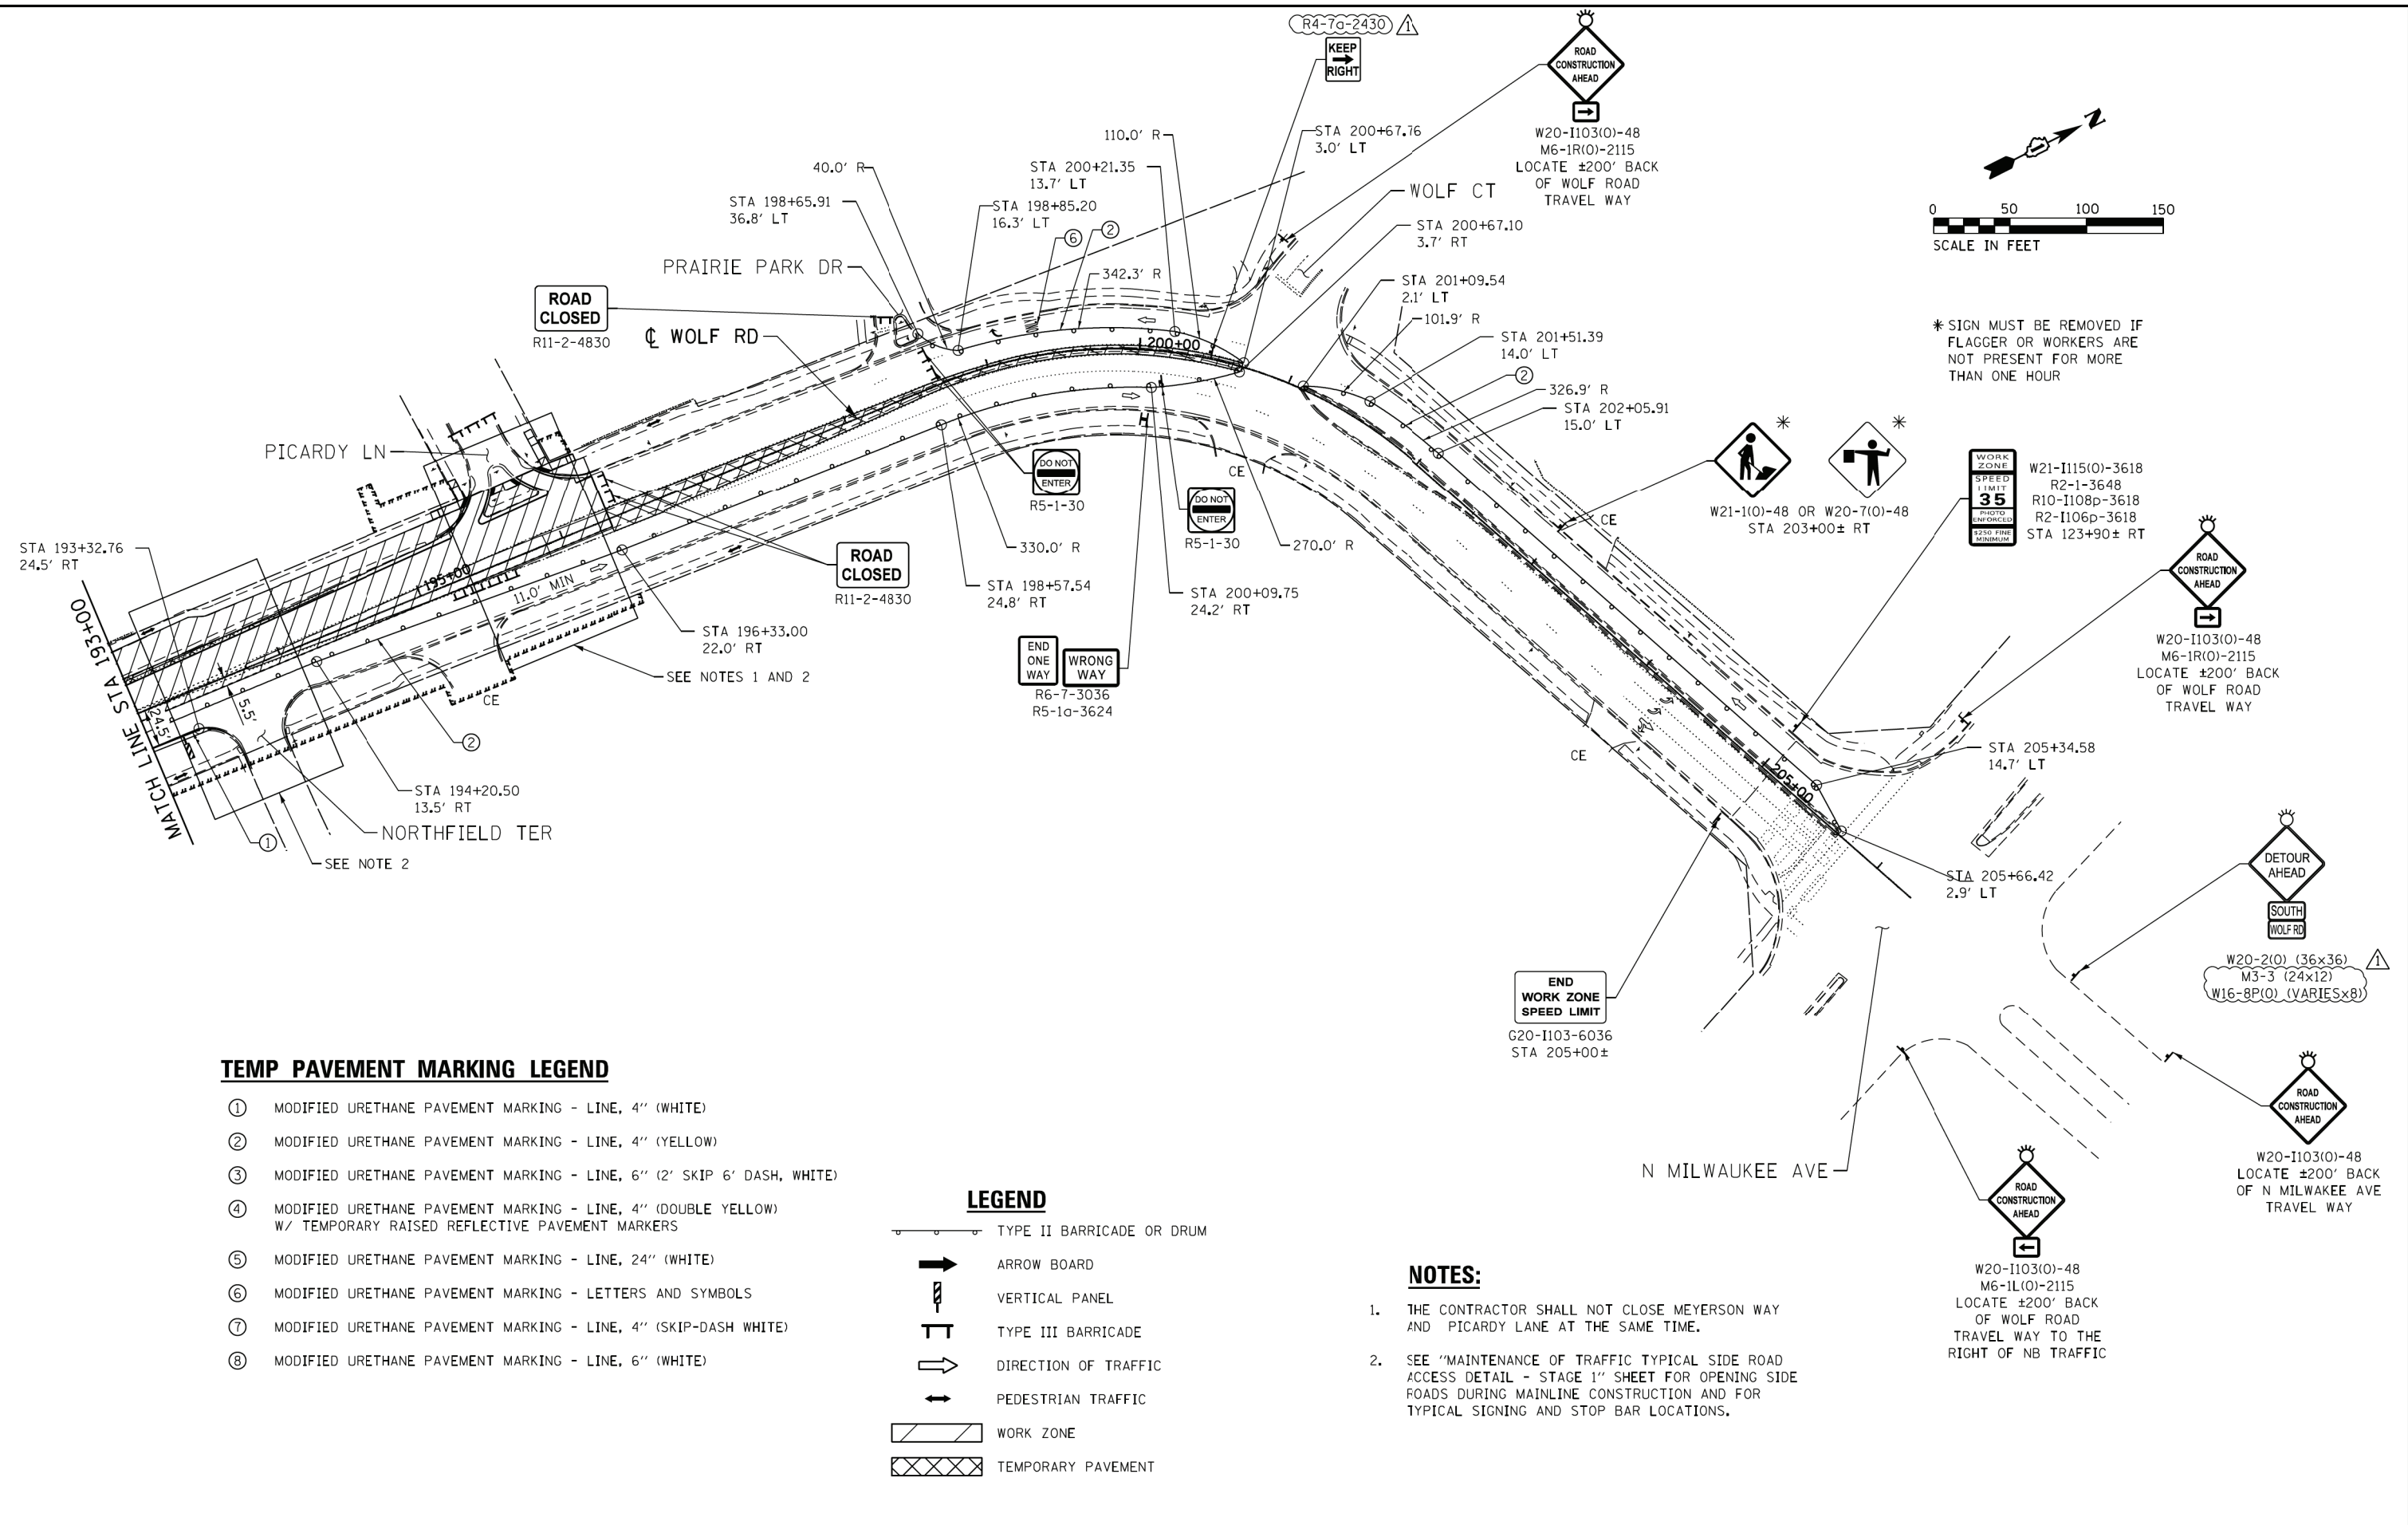 R4-7a-2430
1
KEEP
RIGHT
ROAD
CONSTRUCTION
AHEAD
W20-I103(O)-48
M6-1R(O)-2115
LOCATE ±200' BACK
OF WOLF ROAD
TRAVEL WAY
N
0 50 100 150
SCALE IN FEET
* SIGN MUST BE REMOVED IF
FLAGGER OR WORKERS ARE
NOT PRESENT FOR MORE
THAN ONE HOUR
110.0' R
STA 200+67.76
3.0' LT
40.0' R
STA 200+21.35
13.7' LT
WOLF CT
STA 198+65.91
36.8' LT
STA 198+85.20
16.3' LT
6
2
STA 200+67.10
3.7' RT
PRAIRIE PARK DR
342.3' R
STA 201+09.54
2.1' LT
ROAD
CLOSED
R11-2-4830
℄ WOLF RD
200+00
101.9' R
STA 201+51.39
14.0' LT
2
326.9' R
STA 202+05.91
15.0' LT
PICARDY LN
CE
DO NOT
ENTER
R5-1-30
DO NOT
ENTER
R5-1-30
330.0' R
270.0' R
*
*
W21-1(O)-48 OR W20-7(O)-48
STA 203+00± RT
CE
WORK
ZONE
SPEED
LIMIT
35
PHOTO
ENFORCED
$250 FINE
MINIMUM
W21-I115(O)-3618
R2-1-3648
R10-I108p-3618
R2-I106p-3618
STA 123+90± RT
ROAD
CONSTRUCTION
AHEAD
W20-I103(O)-48
M6-1R(O)-2115
LOCATE ±200' BACK
OF WOLF ROAD
TRAVEL WAY
STA 193+32.76
24.5' RT
MATCH LINE STA 193+00
195+00
11.0' MIN
ROAD
CLOSED
R11-2-4830
STA 198+57.54
24.8' RT
STA 200+09.75
24.2' RT
STA 196+33.00
22.0' RT
SEE NOTES 1 AND 2
END
ONE
WAY
WRONG
WAY
R6-7-3036
R5-1a-3624
CE
24.5'
5.5'
2
STA 194+20.50
13.5' RT
NORTHFIELD TER
1
SEE NOTE 2
CE
205+00
STA 205+34.58
14.7' LT
STA 205+66.42
2.9' LT
DETOUR
AHEAD
SOUTH
WOLF RD
W20-2(O) (36x36)
M3-3 (24x12)
W16-8P(O) (VARIESx8)
1
END
WORK ZONE
SPEED LIMIT
G20-I103-6036
STA 205+00±
N MILWAUKEE AVE
ROAD
CONSTRUCTION
AHEAD
W20-I103(O)-48
LOCATE ±200' BACK
OF N MILWAKEE AVE
TRAVEL WAY
ROAD
CONSTRUCTION
AHEAD
W20-I103(O)-48
M6-1L(O)-2115
LOCATE ±200' BACK
OF WOLF ROAD
TRAVEL WAY TO THE
RIGHT OF NB TRAFFIC
TEMP PAVEMENT MARKING LEGEND
1 MODIFIED URETHANE PAVEMENT MARKING - LINE, 4" (WHITE)
2 MODIFIED URETHANE PAVEMENT MARKING - LINE, 4" (YELLOW)
3 MODIFIED URETHANE PAVEMENT MARKING - LINE, 6" (2' SKIP 6' DASH, WHITE)
4 MODIFIED URETHANE PAVEMENT MARKING - LINE, 4" (DOUBLE YELLOW)
W/ TEMPORARY RAISED REFLECTIVE PAVEMENT MARKERS
5 MODIFIED URETHANE PAVEMENT MARKING - LINE, 24" (WHITE)
6 MODIFIED URETHANE PAVEMENT MARKING - LETTERS AND SYMBOLS
7 MODIFIED URETHANE PAVEMENT MARKING - LINE, 4" (SKIP-DASH WHITE)
8 MODIFIED URETHANE PAVEMENT MARKING - LINE, 6" (WHITE)
LEGEND
TYPE II BARRICADE OR DRUM
ARROW BOARD
VERTICAL PANEL
TYPE III BARRICADE
DIRECTION OF TRAFFIC
PEDESTRIAN TRAFFIC
WORK ZONE
TEMPORARY PAVEMENT
NOTES:
1. THE CONTRACTOR SHALL NOT CLOSE MEYERSON WAY
AND PICARDY LANE AT THE SAME TIME.
2. SEE "MAINTENANCE OF TRAFFIC TYPICAL SIDE ROAD
ACCESS DETAIL - STAGE 1" SHEET FOR OPENING SIDE
ROADS DURING MAINLINE CONSTRUCTION AND FOR
TYPICAL SIGNING AND STOP BAR LOCATIONS.